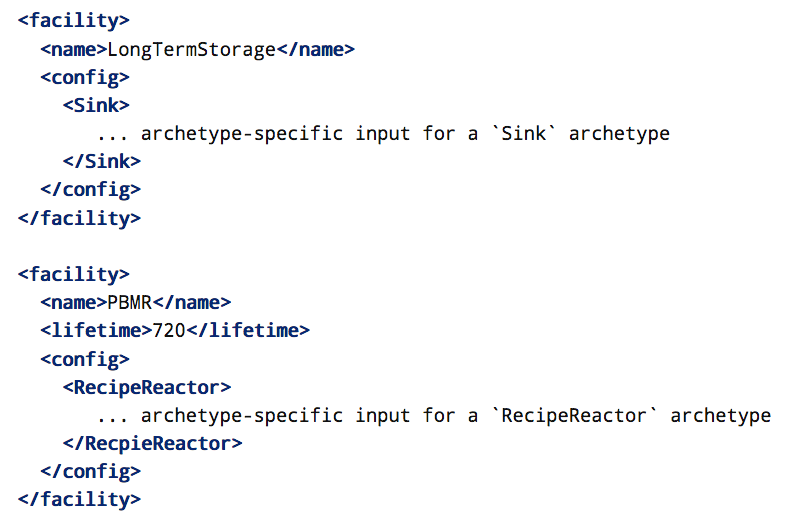 <facility>
  <name>LongTermStorage</name>
  <config>
    <Sink>
       ... archetype-specific input for a `Sink` archetype
    </Sink>
  </config>
</facility>

<facility>
  <name>PBMR</name>
  <lifetime>720</lifetime>
  <config>
    <RecipeReactor>
       ... archetype-specific input for a `RecipeReactor` archetype
    </RecpieReactor>
  </config>
</facility>